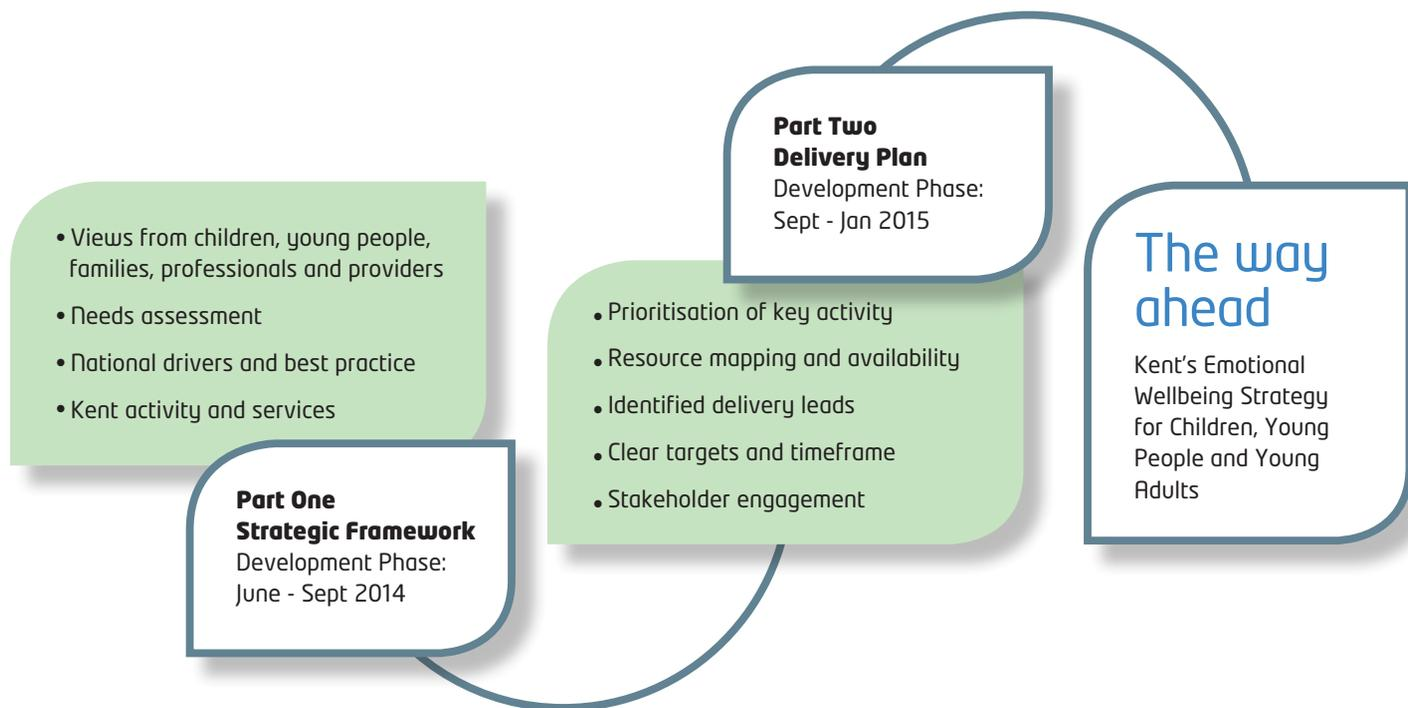 • Views from children, young people,
families, professionals and providers
• Needs assessment
• National drivers and best practice
• Kent activity and services
Part One
Strategic Framework
Development Phase:
June - Sept 2014
Part Two
Delivery Plan
Development Phase:
Sept - Jan 2015
• Prioritisation of key activity
• Resource mapping and availability
• Identified delivery leads
• Clear targets and timeframe
• Stakeholder engagement
The way
ahead
Kent's Emotional
Wellbeing Strategy
for Children, Young
People and Young
Adults